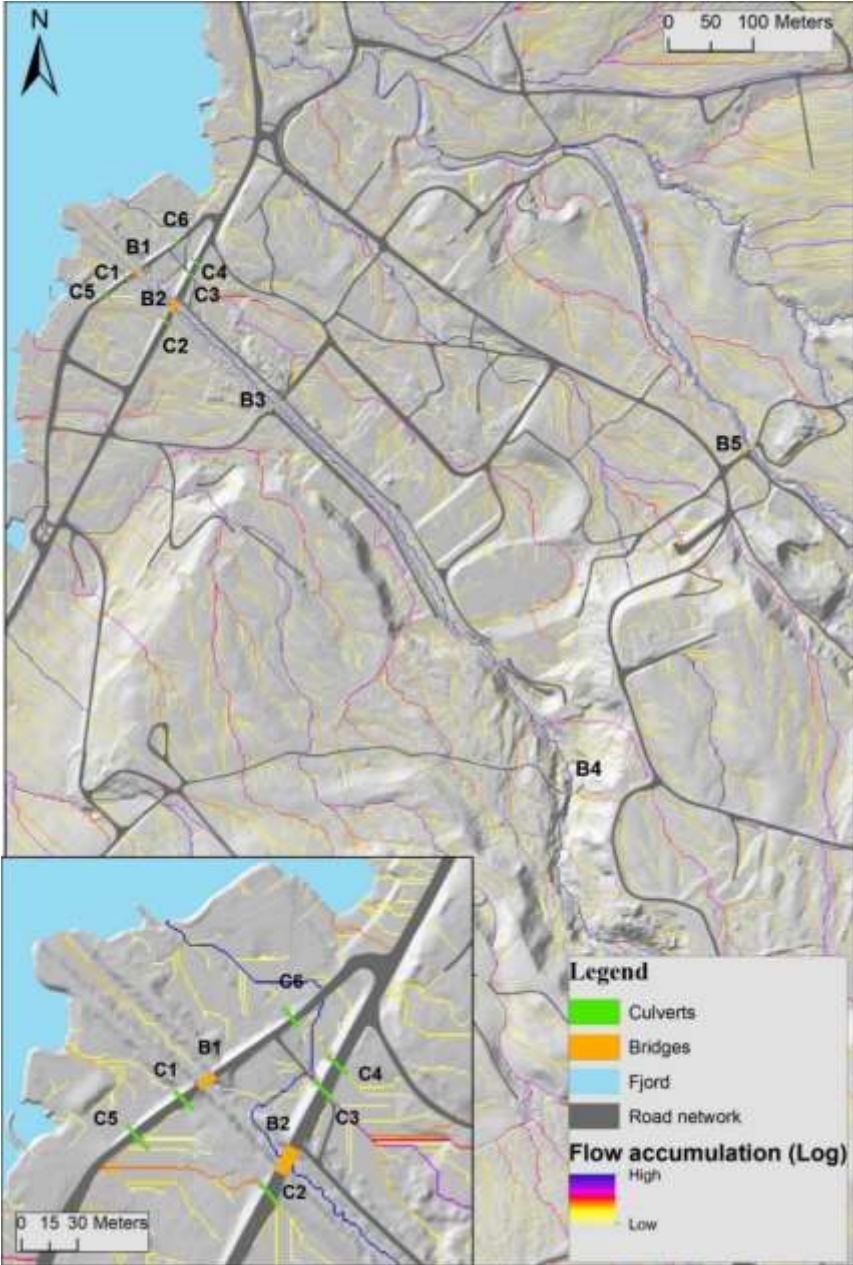 N
0 50 100 Meters
C6
B1
C1
C4
C5
B2
C3
C2
B3
B5
B4
C6
B1
C1
C4
C5
B2
C3
C2
0 15 30 Meters
Legend
Culverts
Bridges
Fjord
Road network
Flow accumulation (Log)
High
Low